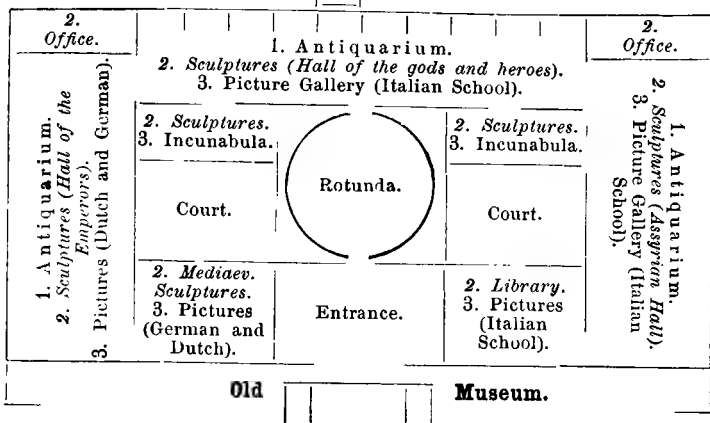 2.
Office.
1. Antiquarium.
2. Sculptures (Hall of the gods and heroes).
3. Picture Gallery (Italian School).
2.
Office.
1. Antiquarium.
2. Sculptures (Hall of the
Emperors).
3. Pictures (Dutch and German).
2. Sculptures.
3. Incunabula.
Rotunda.
2. Sculptures.
3. Incunabula.
1. Antiquarium.
2. Sculptures (Assyrian Hall).
3. Picture Gallery (Italian
School).
Court.
Court.
2. Mediaev.
Sculptures.
3. Pictures
(German and
Dutch).
Entrance.
2. Library.
3. Pictures
(Italian
School).
Old Museum.